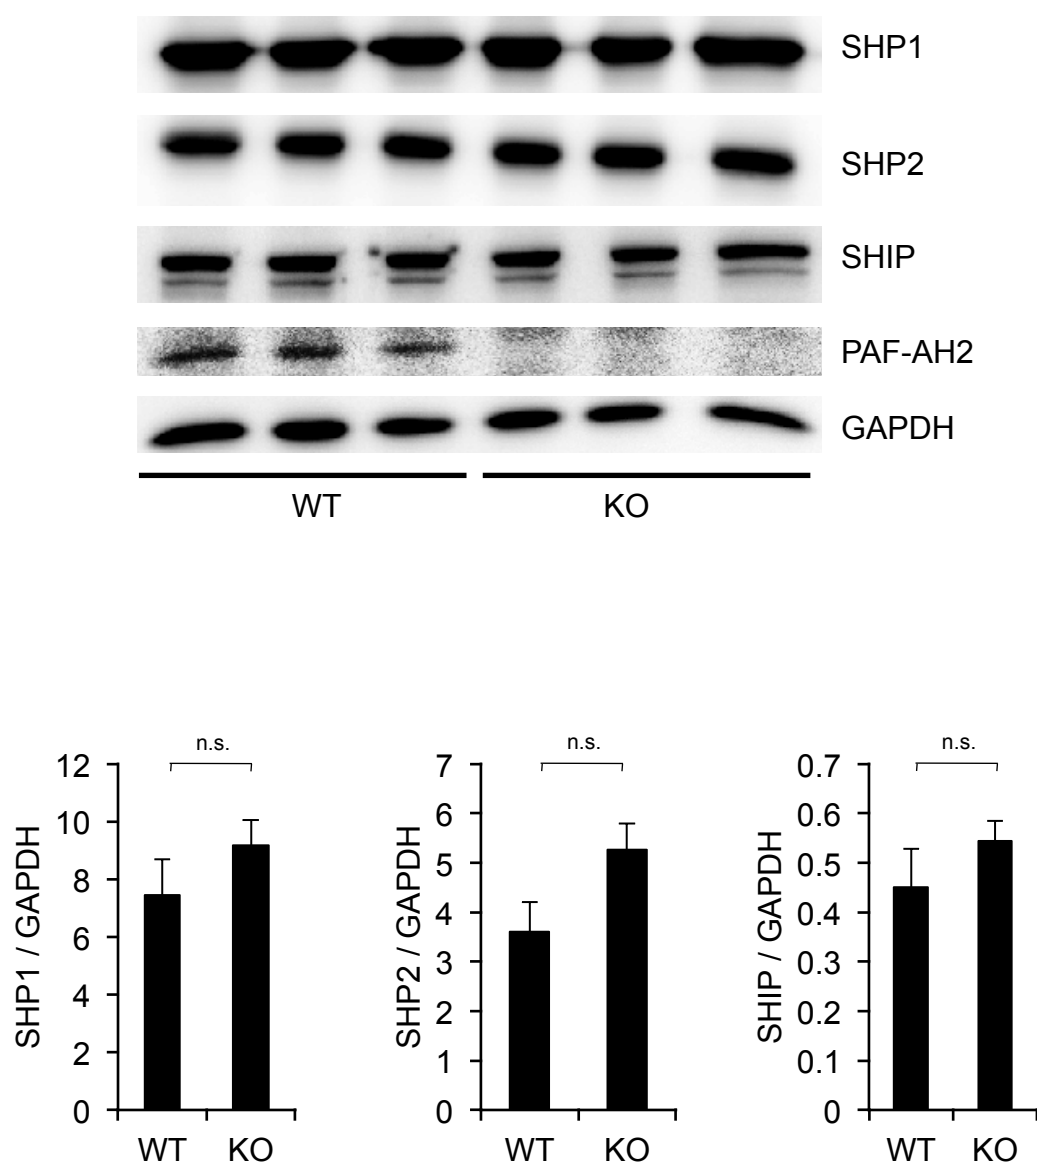 SHP1
SHP2
SHIP
PAF-AH2
GAPDH
WT KO
n.s. n.s. n.s.
SHP1 / GAPDH
12
10
8
6
4
2
0
WT KO
SHP2 / GAPDH
7
6
5
4
3
2
1
0
WT KO
SHIP / GAPDH
0.7
0.6
0.5
0.4
0.3
0.2
0.1
0
WT KO